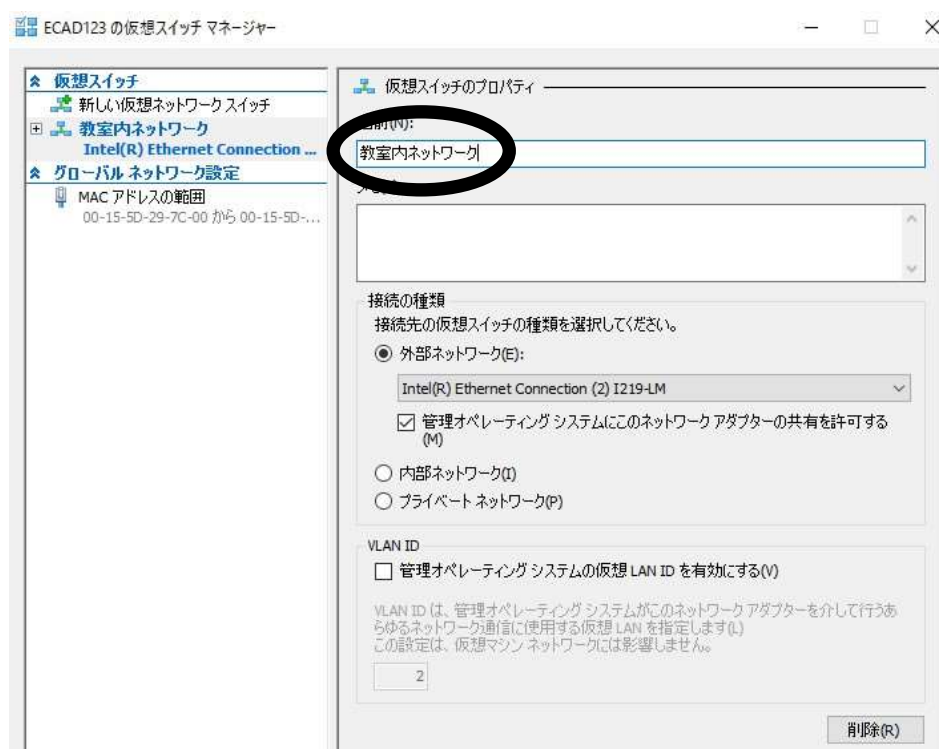 ECAD123 の仮想スイッチ マネージャー
仮想スイッチ
新しい仮想ネットワーク スイッチ
教室内ネットワーク
Intel(R) Ethernet Connection ...
グローバル ネットワーク設定
MAC アドレスの範囲
00-15-5D-29-7C-00 から 00-15-5D-...
仮想スイッチのプロパティ
(N):
教室内ネットワーク
接続の種類
接続先の仮想スイッチの種類を選択してください。
外部ネットワーク(E):
Intel(R) Ethernet Connection (2) I219-LM
管理オペレーティング システムにこのネットワーク アダプターの共有を許可する
(M)
内部ネットワーク(I)
プライベート ネットワーク(P)
VLAN ID
管理オペレーティング システムの仮想 LAN ID を有効にする(V)
VLAN ID は、管理オペレーティング システムがこのネットワーク アダプターを介して行うあ
らゆるネットワーク通信に使用する仮想 LAN を指定します(L)
この設定は、仮想マシン ネットワークには影響しません。
2
削除(R)